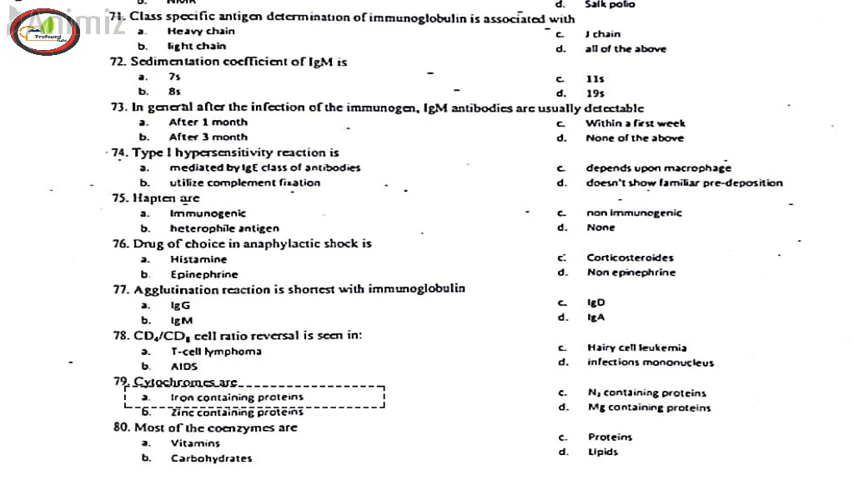 b. NMR
d. Salk polio
Animiz
71. Class specific antigen determination of immunoglobulin is associated with
a. Heavy chain
c. J chain
b. light chain
d. all of the above
72. Sedimentation coefficient of IgM is
a. 7s
c. 11s
b. 8s
d. 19s
73. In general after the infection of the immunogen, IgM antibodies are usually detectable
a. After 1 month
c. Within a first week
b. After 3 month
d. None of the above
74. Type I hypersensitivity reaction is
a. mediated by IgE class of antibodies
c. depends upon macrophage
b. utilize complement fixation
d. doesn't show familiar pre-deposition
75. Hapten are
a. Immunogenic
c. non immunogenic
b. heterophile antigen
d. None
76. Drug of choice in anaphylactic shock is
a. Histamine
c. Corticosteroides
b. Epinephrine
d. Non epinephrine
77. Agglutination reaction is shortest with immunoglobulin
a. IgG
c. IgD
b. IgM
d. IgA
78. CD₄/CD₈ cell ratio reversal is seen in:
a. T-cell lymphoma
c. Hairy cell leukemia
b. AIDS
d. infections mononucleus
79. Cytochromes are
a. Iron containing proteins
c. N₂ containing proteins
b. Zinc containing proteins
d. Mg containing proteins
80. Most of the coenzymes are
a. Vitamins
c. Proteins
b. Carbohydrates
d. Lipids